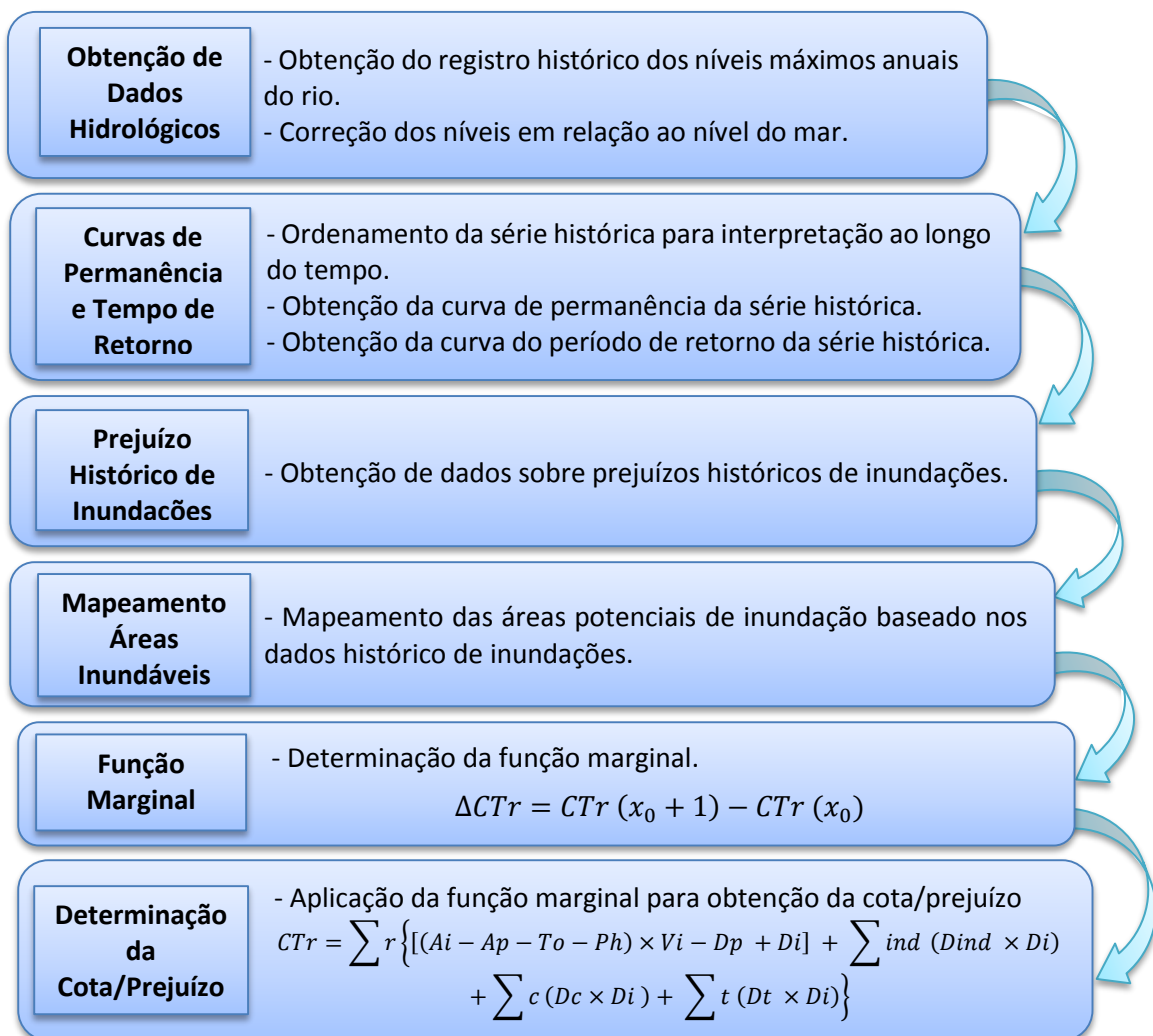 Obtenção de
Dados
Hidrológicos
- Obtenção do registro histórico dos níveis máximos anuais
do rio.
- Correção dos níveis em relação ao nível do mar.
Curvas de
Permanência
e Tempo de
Retorno
- Ordenamento da série histórica para interpretação ao longo
do tempo.
- Obtenção da curva de permanência da série histórica.
- Obtenção da curva do período de retorno da série histórica.
Prejuízo
Histórico de
Inundações
- Obtenção de dados sobre prejuízos históricos de inundações.
Mapeamento
Áreas
Inundáveis
- Mapeamento das áreas potenciais de inundação baseado nos
dados histórico de inundações.
Função
Marginal
- Determinação da função marginal.
ΔCTr = CTr (x₀ + 1) − CTr (x₀)
Determinação
da
Cota/Prejuízo
- Aplicação da função marginal para obtenção da cota/prejuízo
CTr = ∑ r {[(Ai − Ap − To − Ph) × Vi − Dp + Di] + ∑ ind (Dind × Di)
+ ∑ c (Dc × Di ) + ∑ t (Dt × Di)}